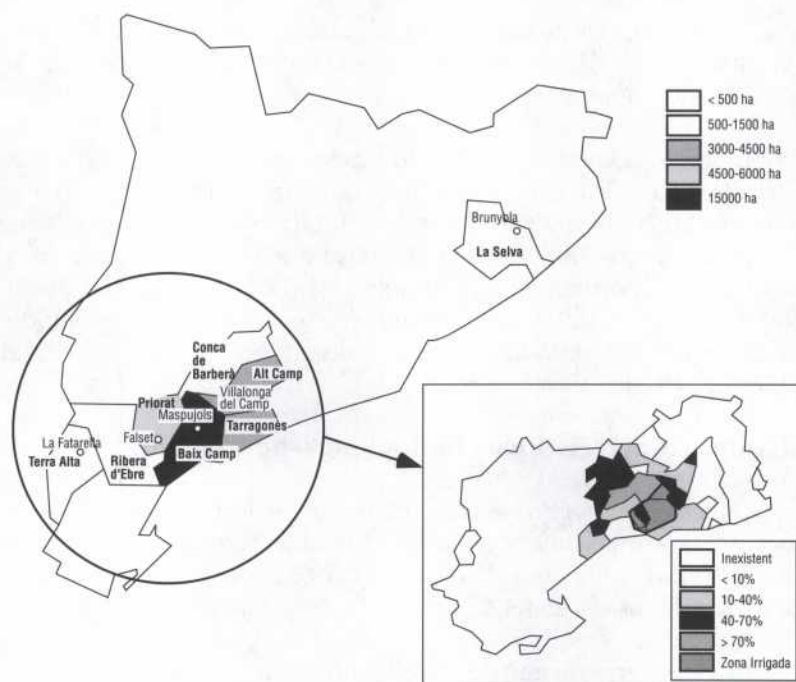 < 500 ha
500-1500 ha
3000-4500 ha
4500-6000 ha
15000 ha
Brunyola
La Selva
Conca
de
Barberà
Alt Camp
Priorat
Villalonga
del Camp
Maspujols
Tarragonès
Falset
La Fatarella
Terra Alta
Ribera
d'Ebre
Baix Camp
Inexistent
< 10%
10-40%
40-70%
> 70%
Zona Irrigada